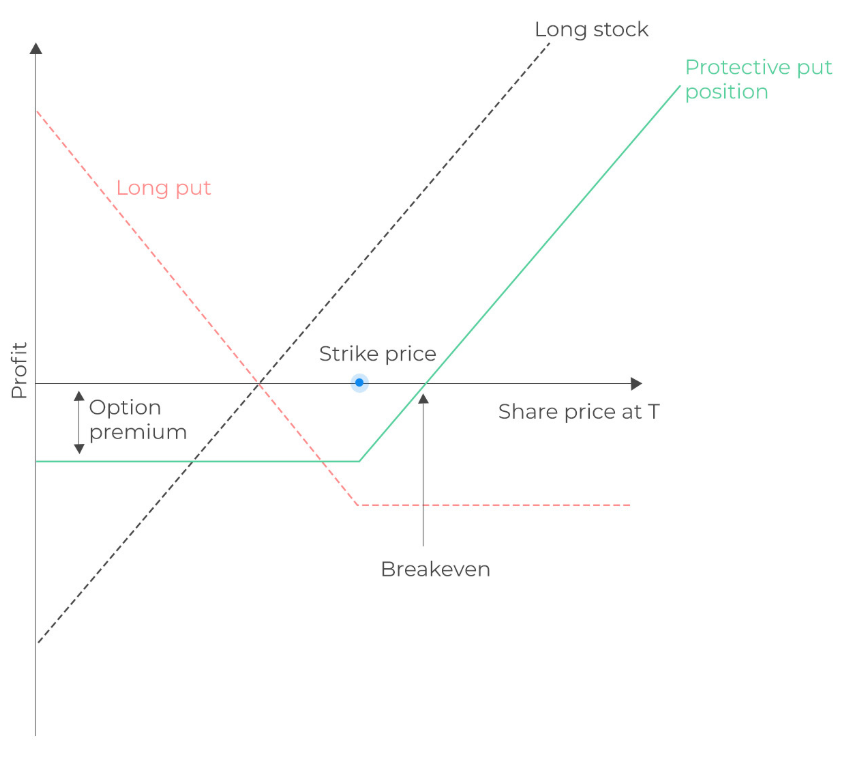 Long stock
Protective put
position
Long put
Profit
Strike price
Option
premium
Share price at T
Breakeven